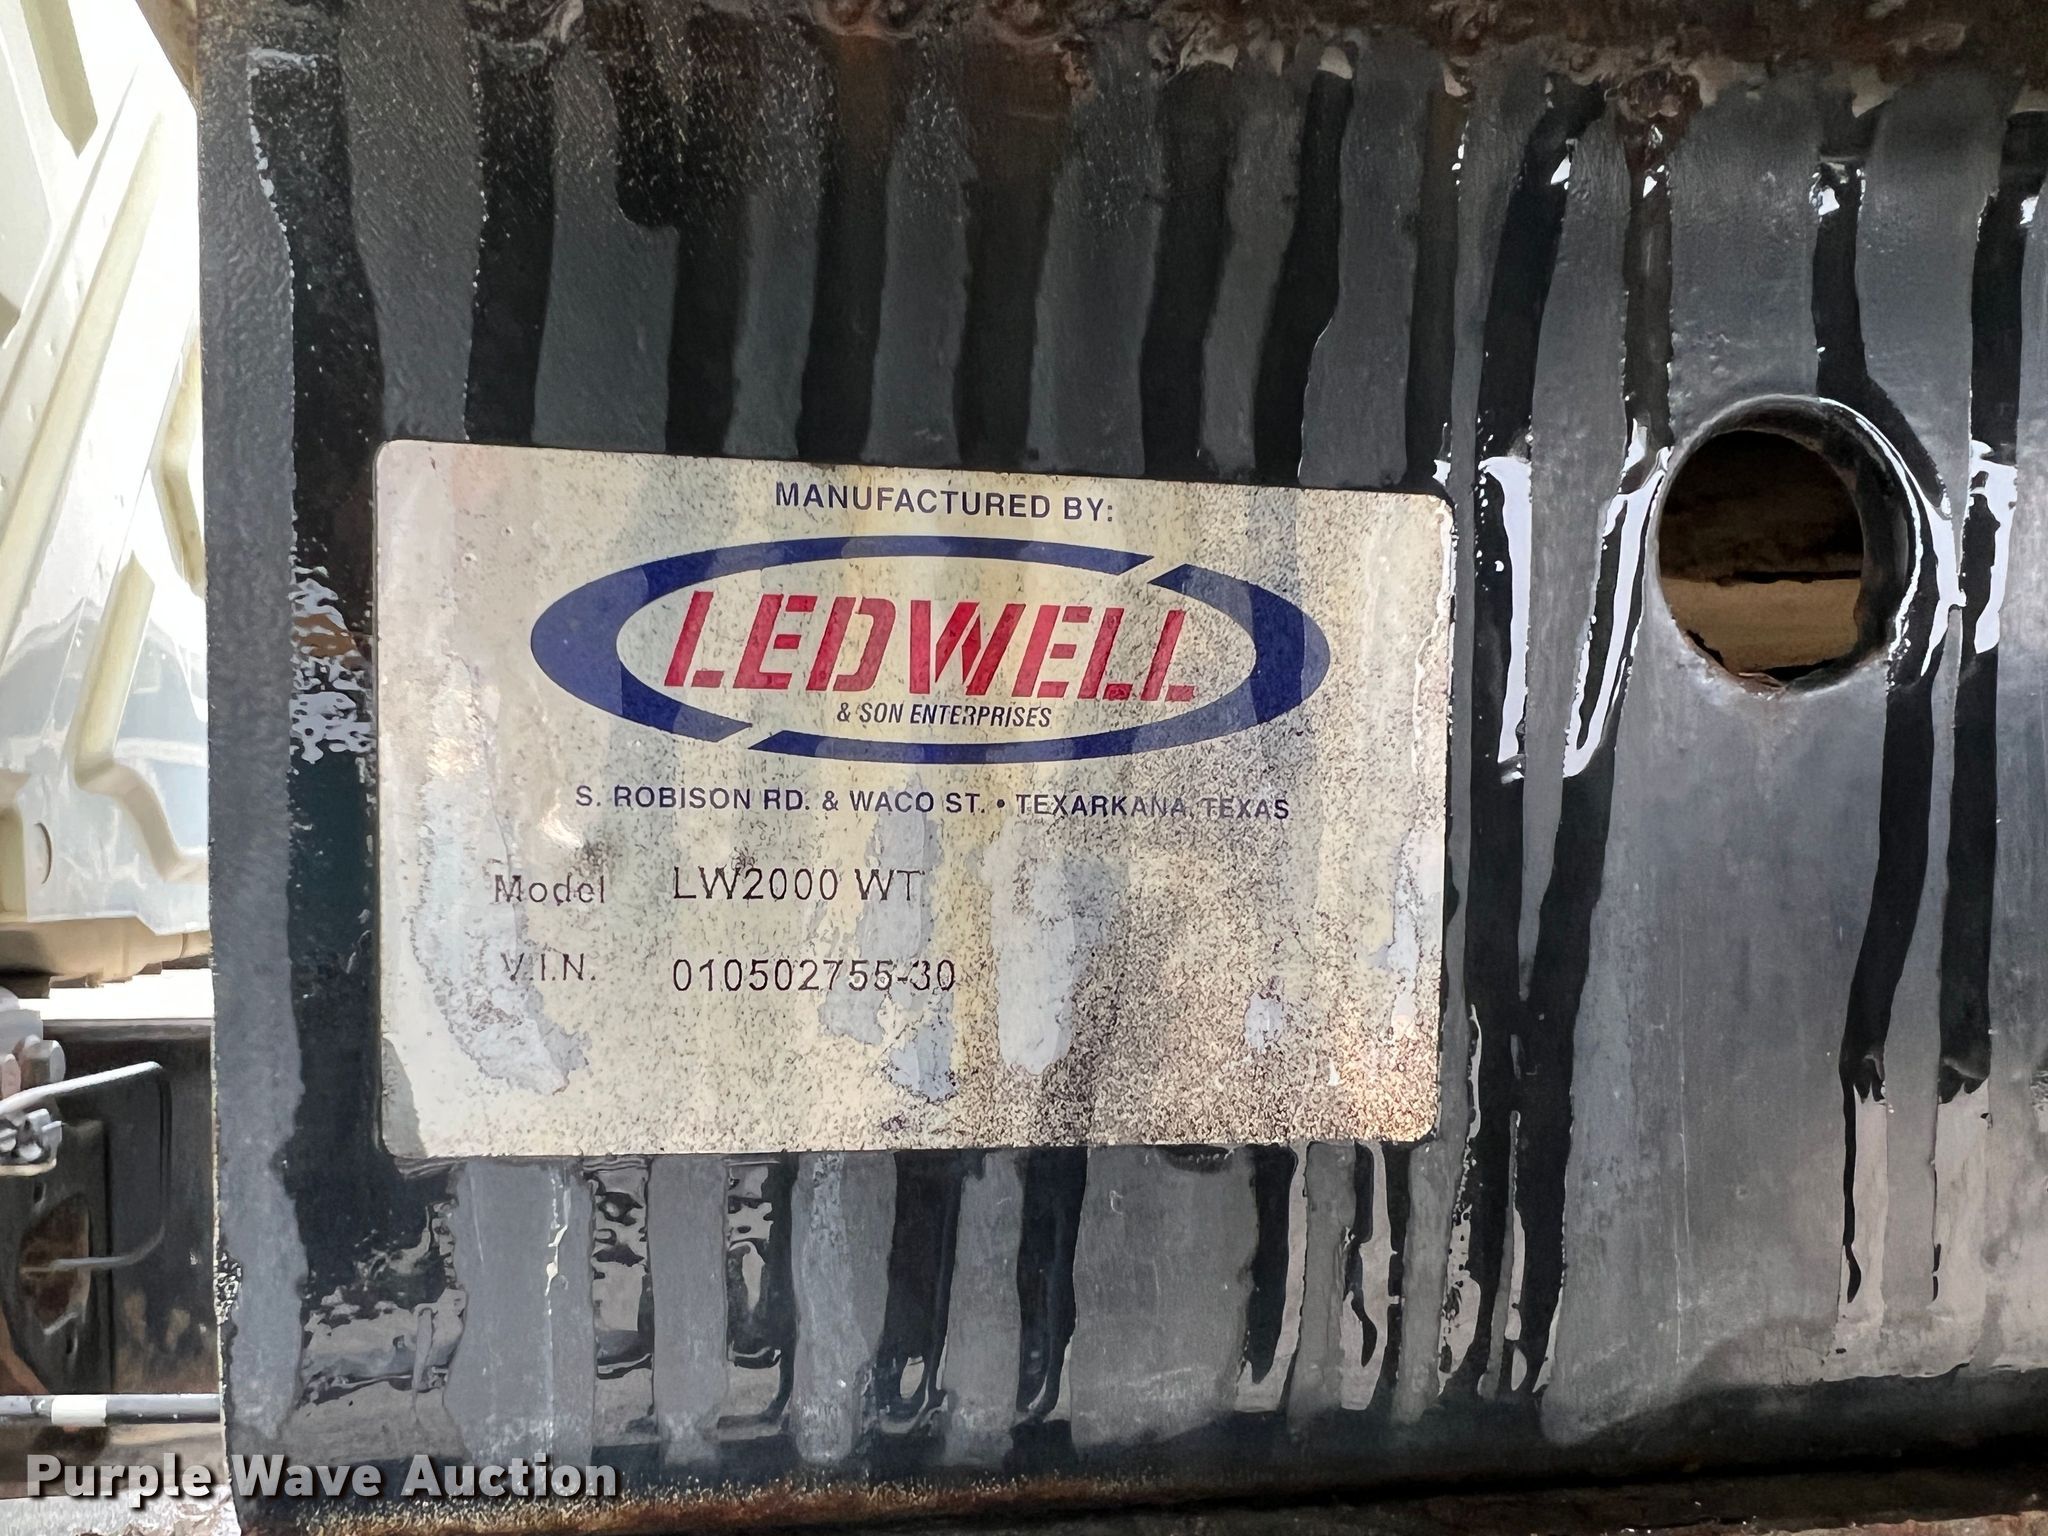 MANUFACTURED BY:
LEDWELL
& SON ENTERPRISES
S. ROBISON RD. & WACO ST. • TEXARKANA, TEXAS
Model LW2000 WT
V.I.N. 010502755-30
Purple Wave Auction